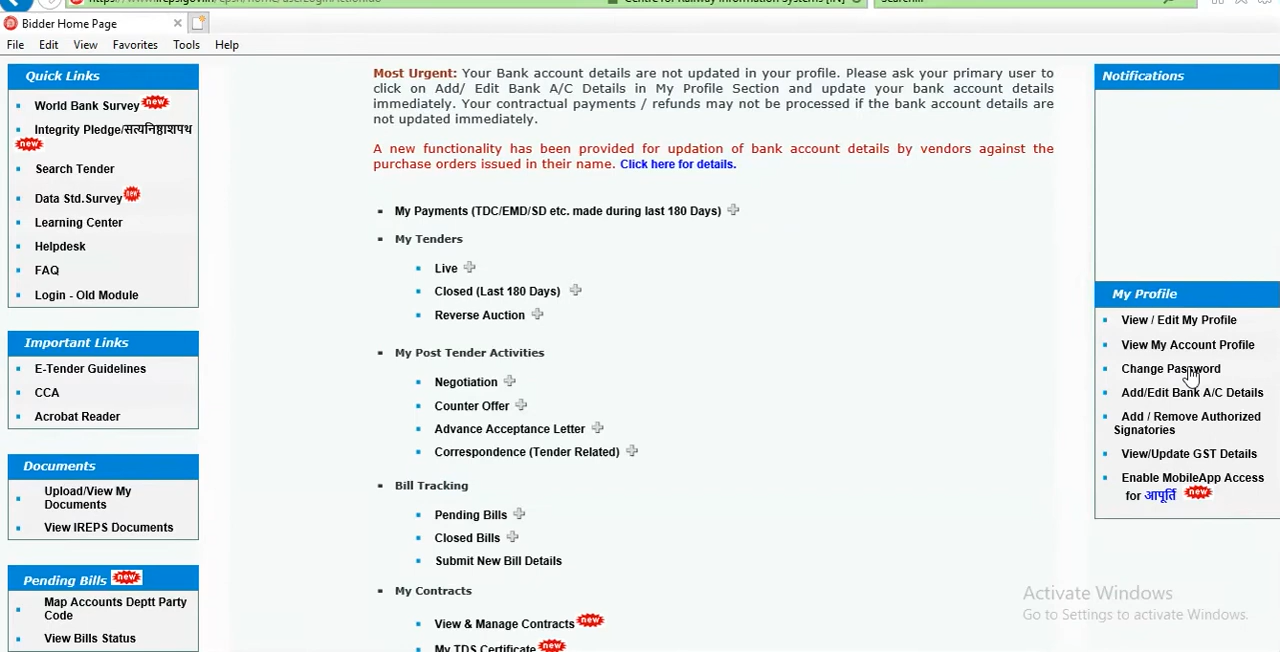 Bidder Home Page
File Edit View Favorites Tools Help
Quick Links
World Bank Survey new
Integrity Pledge/सत्यनिष्ठाशपथ
new
Search Tender
Data Std.Survey new
Learning Center
Helpdesk
FAQ
Login - Old Module
Important Links
E-Tender Guidelines
CCA
Acrobat Reader
Documents
Upload/View My
Documents
View IREPS Documents
Pending Bills new
Map Accounts Deptt Party
Code
View Bills Status
Most Urgent: Your Bank account details are not updated in your profile. Please ask your primary user to
click on Add/ Edit Bank A/C Details in My Profile Section and update your bank account details
immediately. Your contractual payments / refunds may not be processed if the bank account details are
not updated immediately.
A new functionality has been provided for updation of bank account details by vendors against the
purchase orders issued in their name. Click here for details.
My Payments (TDC/EMD/SD etc. made during last 180 Days)
My Tenders
Live
Closed (Last 180 Days)
Reverse Auction
My Post Tender Activities
Negotiation
Counter Offer
Advance Acceptance Letter
Correspondence (Tender Related)
Bill Tracking
Pending Bills
Closed Bills
Submit New Bill Details
My Contracts
View & Manage Contracts new
My TDS Certificate new
Notifications
My Profile
View / Edit My Profile
View My Account Profile
Change Password
Add/Edit Bank A/C Details
Add / Remove Authorized
Signatories
View/Update GST Details
Enable MobileApp Access
for आपूर्ति new
Activate Windows
Go to Settings to activate Windows.